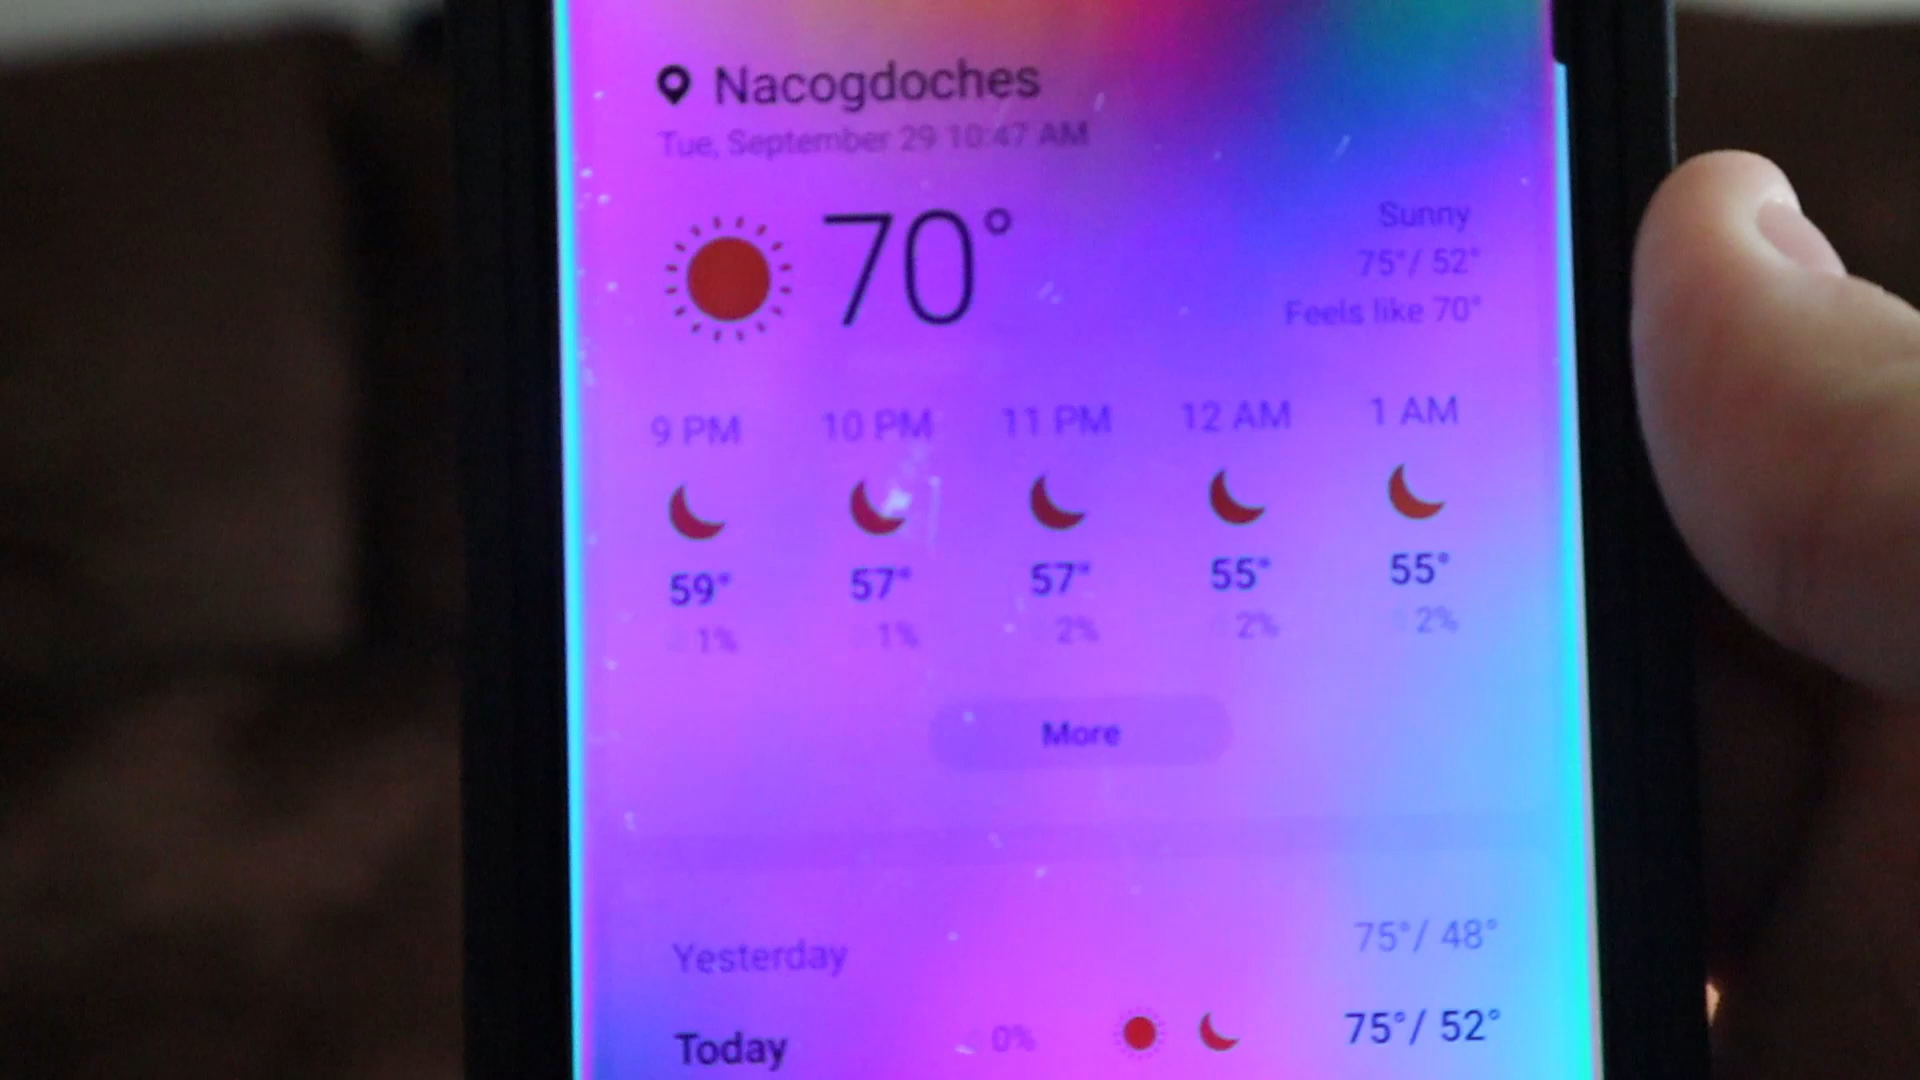 Nacogdoches
Tue, September 29 10:47 AM
70°
Sunny
75°/ 52°
Feels like 70°
9 PM 10 PM 11 PM 12 AM 1 AM
59° 57° 57° 55° 55°
1% 1% 2% 2% 2%
More
Yesterday 75°/ 48°
Today 0% 75°/ 52°